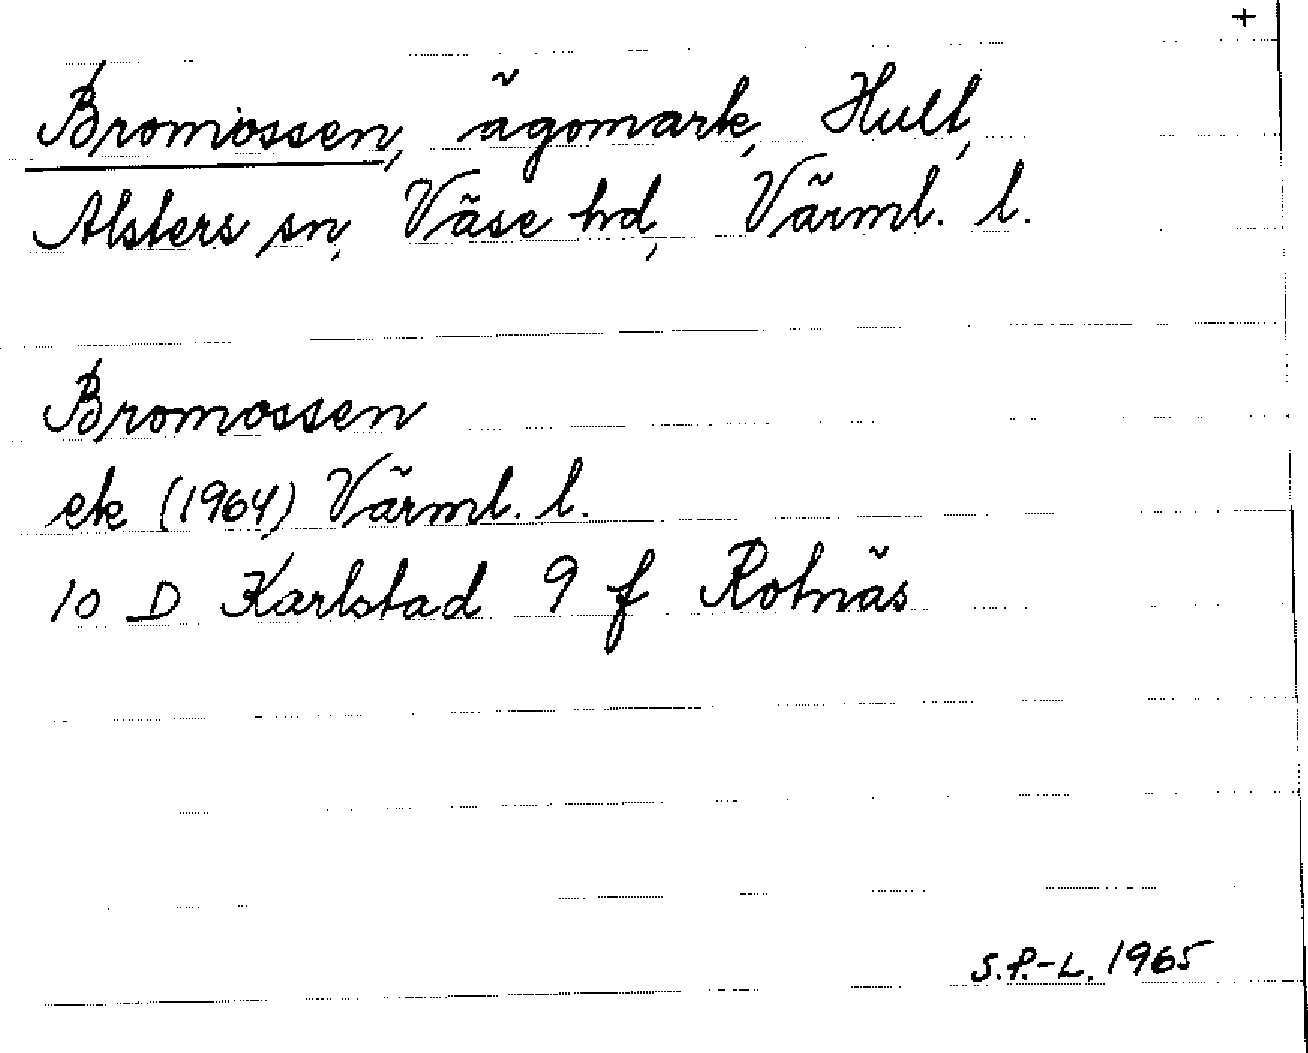 +
Bromossen, ägomark, Hult,
Alsters sn, Väse hd, Värml. l.
Bromossen
ek (1964) Värml. l.
10 D Karlstad 9 f Rotnäs
S.P.-L. 1965